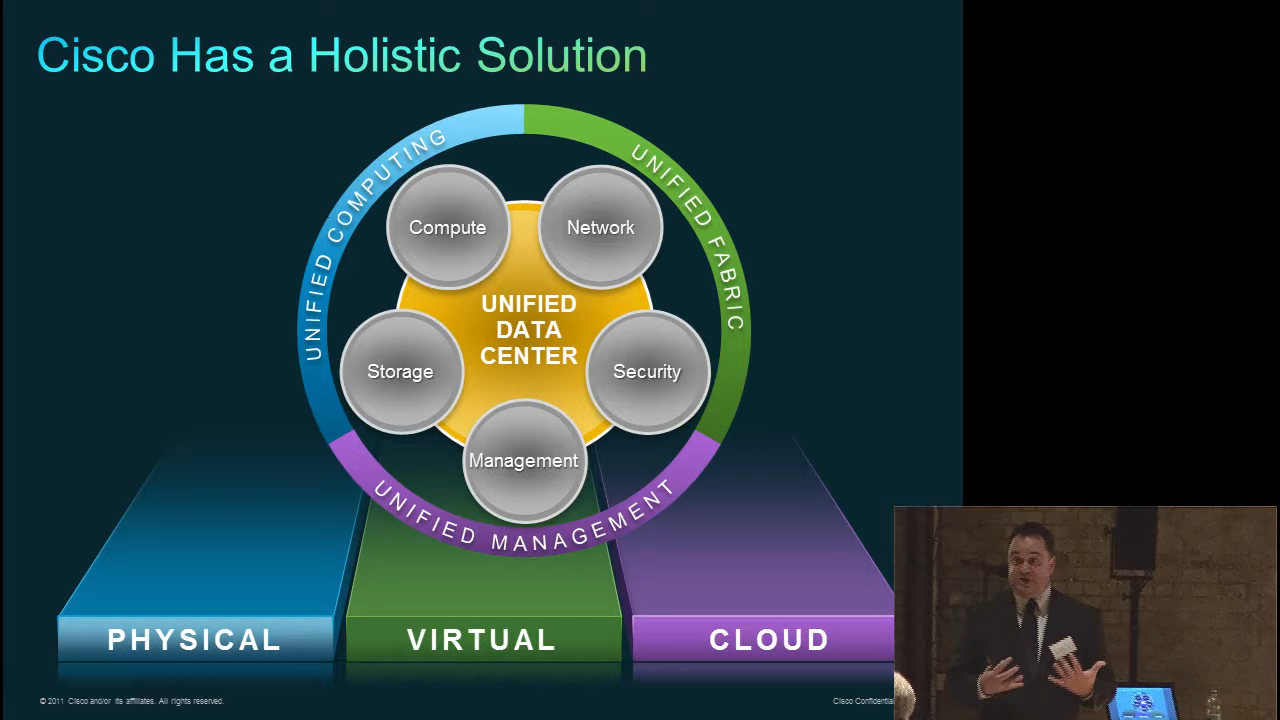 Cisco Has a Holistic Solution
UNIFIED COMPUTING
UNIFIED FABRIC
Compute
Network
UNIFIED
DATA
CENTER
Storage
Security
Management
UNIFIED MANAGEMENT
PHYSICAL
VIRTUAL
CLOUD
© 2011 Cisco and/or its affiliates. All rights reserved.
Cisco Confidential